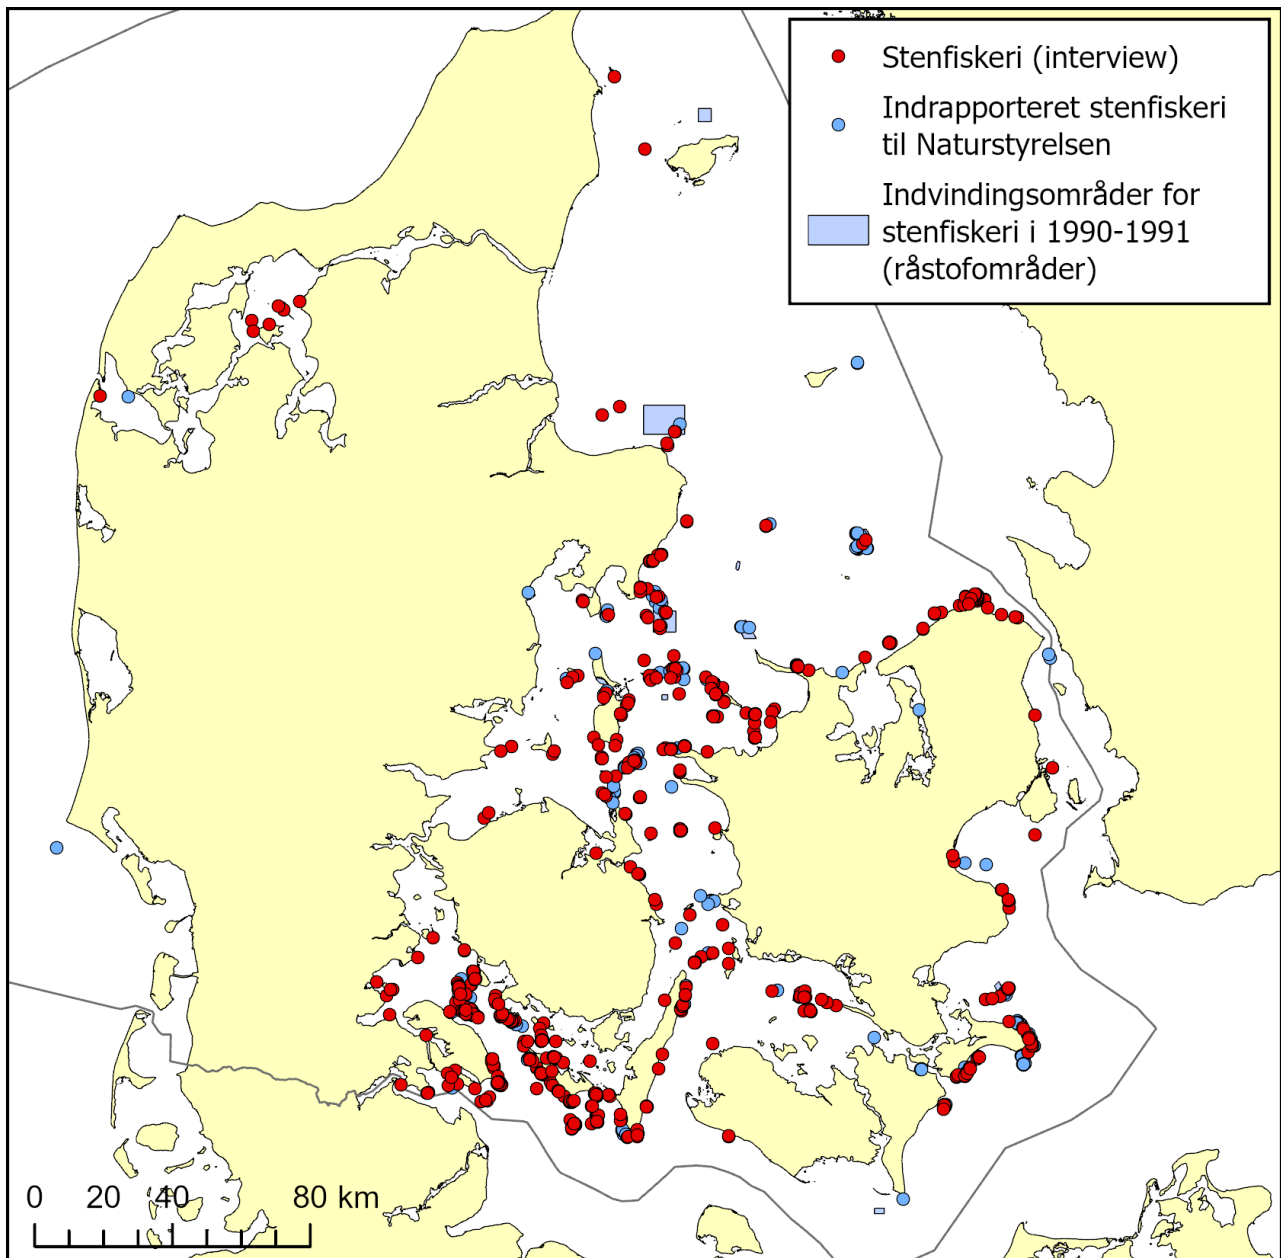 Stenfiskeri (interview)
Indrapporteret stenfiskeri
til Naturstyrelsen
Indvindingsområder for
stenfiskeri i 1990-1991
(råstofområder)
0 20 40 80 km